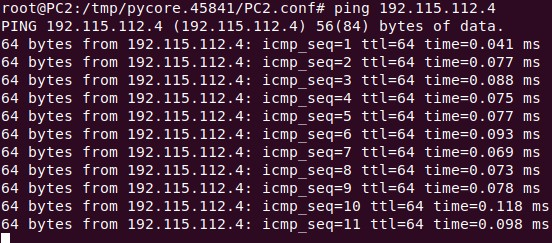 root@PC2:/tmp/pycore.45841/PC2.conf# ping 192.115.112.4
PING 192.115.112.4 (192.115.112.4) 56(84) bytes of data.
64 bytes from 192.115.112.4: icmp_seq=1 ttl=64 time=0.041 ms
64 bytes from 192.115.112.4: icmp_seq=2 ttl=64 time=0.077 ms
64 bytes from 192.115.112.4: icmp_seq=3 ttl=64 time=0.088 ms
64 bytes from 192.115.112.4: icmp_seq=4 ttl=64 time=0.075 ms
64 bytes from 192.115.112.4: icmp_seq=5 ttl=64 time=0.077 ms
64 bytes from 192.115.112.4: icmp_seq=6 ttl=64 time=0.093 ms
64 bytes from 192.115.112.4: icmp_seq=7 ttl=64 time=0.069 ms
64 bytes from 192.115.112.4: icmp_seq=8 ttl=64 time=0.073 ms
64 bytes from 192.115.112.4: icmp_seq=9 ttl=64 time=0.078 ms
64 bytes from 192.115.112.4: icmp_seq=10 ttl=64 time=0.118 ms
64 bytes from 192.115.112.4: icmp_seq=11 ttl=64 time=0.098 ms